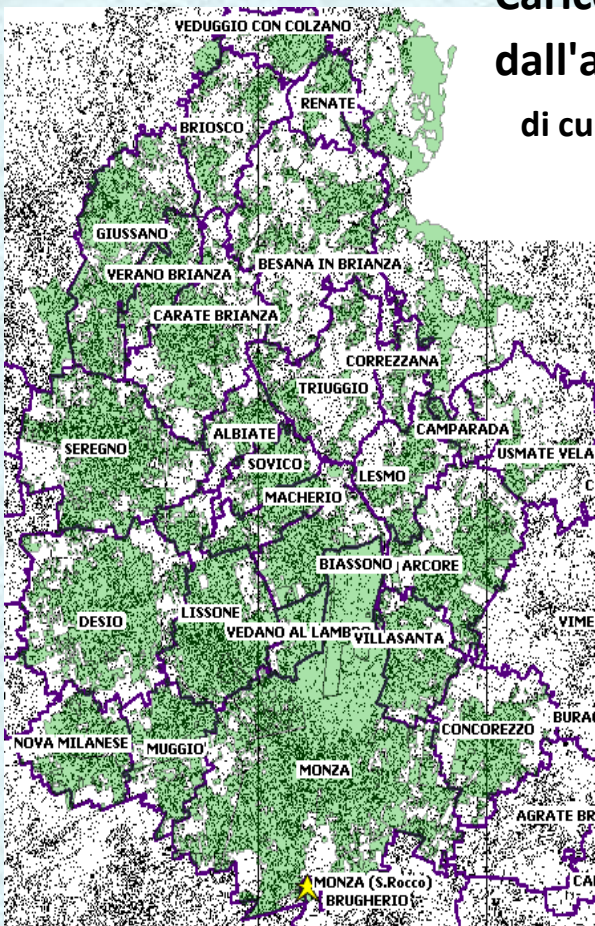 dall'a
di cu
VEDUGGIO CON COLZANO
RENATE
BRIOSCO
GIUSSANO
BESANA IN BRIANZA
VERANO BRIANZA
CARATE BRIANZA
CORREZZANA
TRIUGGIO
CAMPARADA
ALBIATE
SEREGNO
USMATE VELA
SOVICO
LESMO
MACHERIO
BIASSONO
ARCORE
LISSONE
DESIO
VIME
VEDANO AL LAMBRO
VILLASANTA
BURAG
CONCOREZZO
NOVA MILANESE
MUGGIO
MONZA
AGRATE BR
MONZA (S.Rocco)
CA
BRUGHERIO